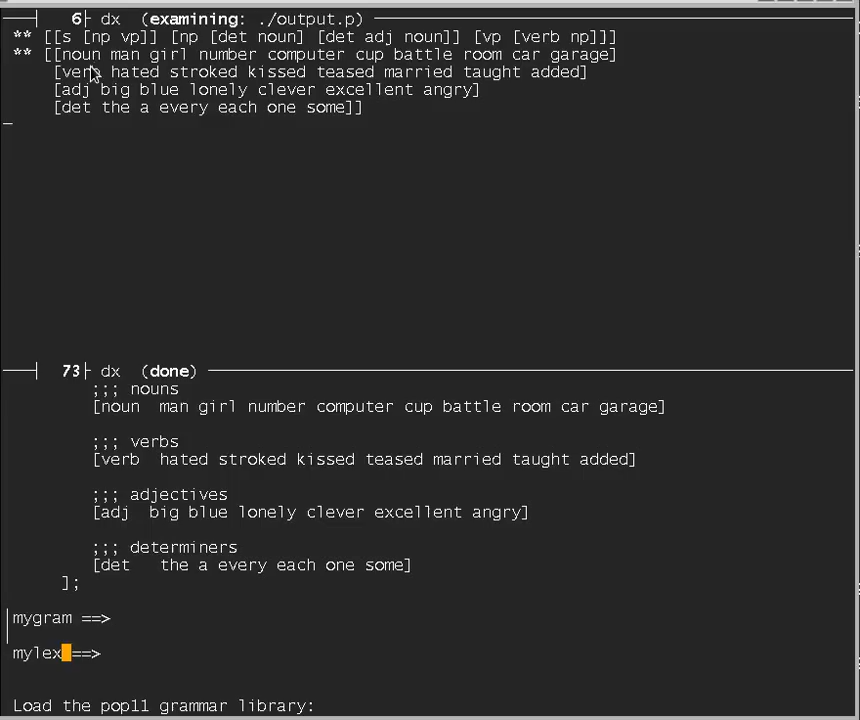 6 dx (examining: ./output.p)
** [[s [np vp]] [np [det noun] [det adj noun]] [vp [verb np]]]
** [[noun man girl number computer cup battle room car garage]
[verb hated stroked kissed teased married taught added]
[adj big blue lonely clever excellent angry]
[det the a every each one some]]
73 dx (done)
;;; nouns
[noun man girl number computer cup battle room car garage]
;;; verbs
[verb hated stroked kissed teased married taught added]
;;; adjectives
[adj big blue lonely clever excellent angry]
;;; determiners
[det the a every each one some]
];
mygram ==>
mylex ==>
Load the pop11 grammar library: